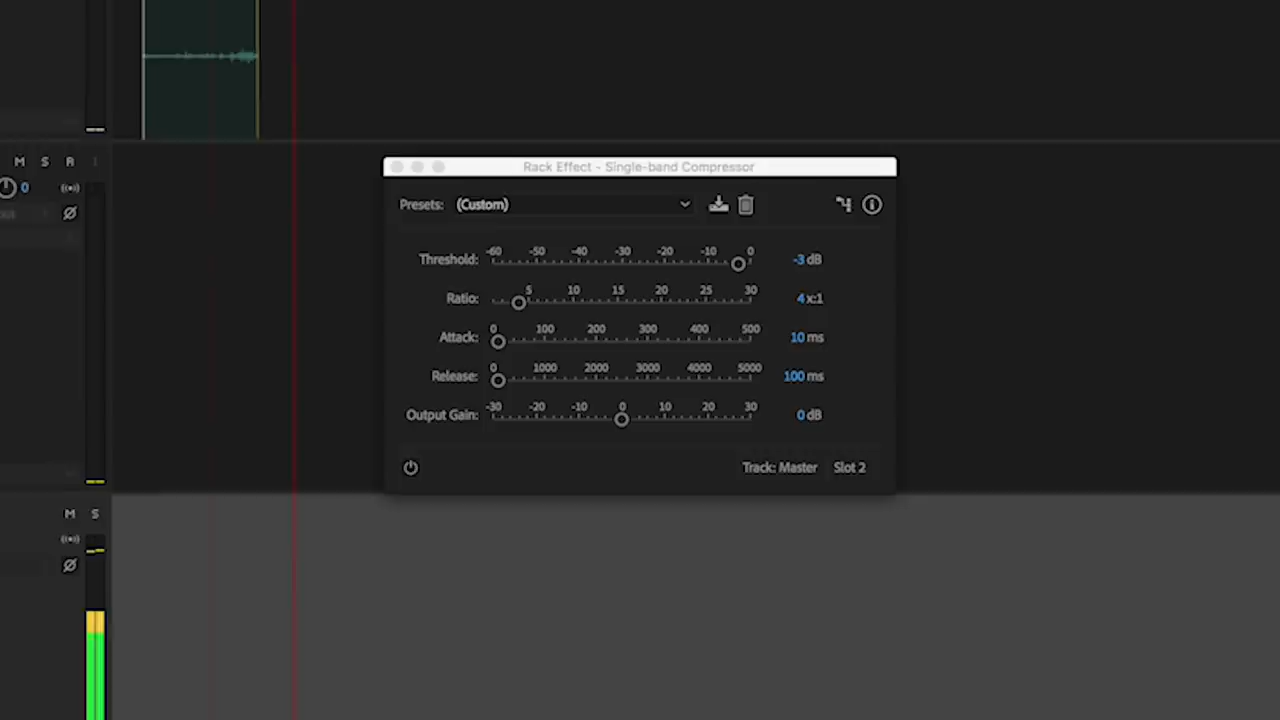 M S R I
0
Rack Effect - Single-band Compressor
Presets: (Custom)
-60 -50 -40 -30 -20 -10 0
Threshold: -3 dB
5 10 15 20 25 30
Ratio: 4 x:1
0 100 200 300 400 500
Attack: 10 ms
0 1000 2000 3000 4000 5000
Release: 100 ms
-30 -20 -10 0 10 20 30
Output Gain: 0 dB
Track: Master Slot 2
M S